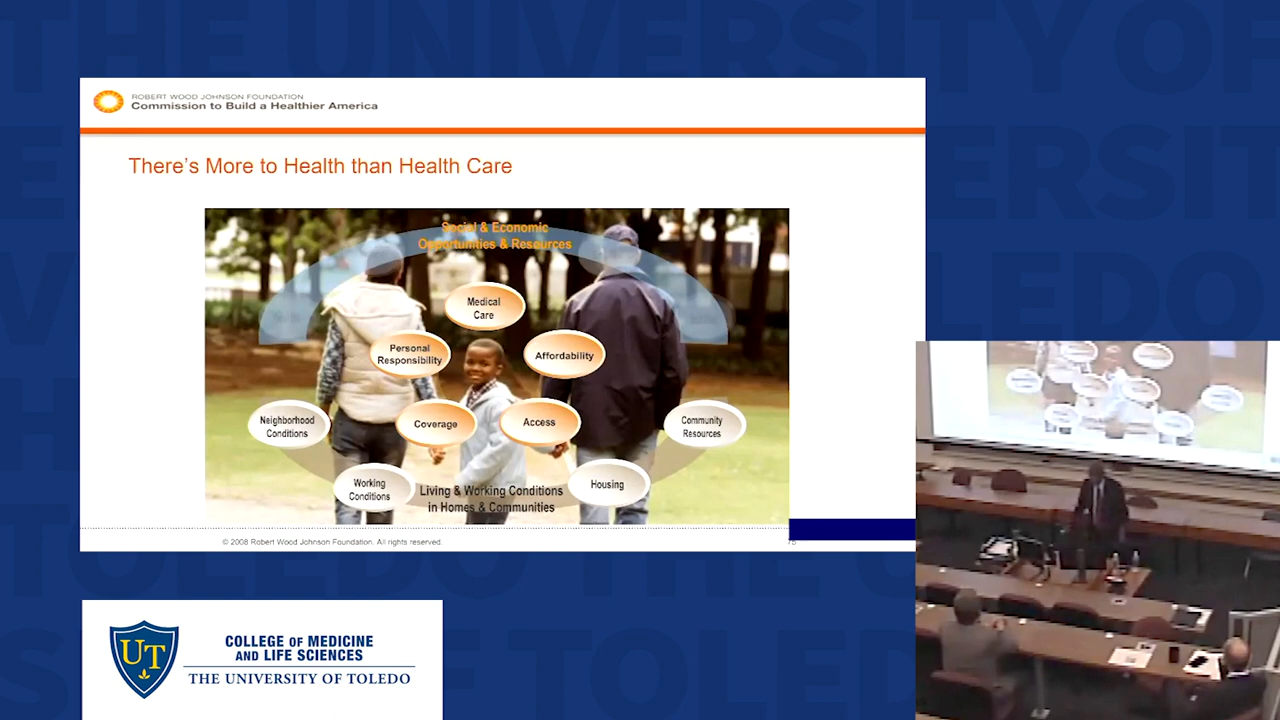 ROBERT WOOD JOHNSON FOUNDATION
Commission to Build a Healthier America
There's More to Health than Health Care
Social & Economic
Opportunities & Resources
Medical
Care
Personal
Responsibility
Affordability
Neighborhood
Conditions
Coverage
Access
Community
Resources
Working
Conditions
Living & Working Conditions
in Homes & Communities
Housing
© 2008 Robert Wood Johnson Foundation. All rights reserved.
75
UT
COLLEGE OF MEDICINE
AND LIFE SCIENCES
THE UNIVERSITY OF TOLEDO